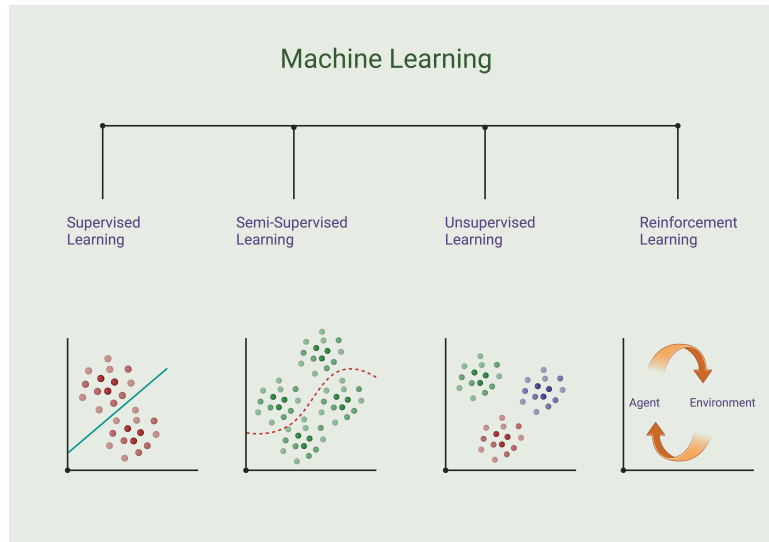 Machine Learning
Supervised
Learning
Semi-Supervised
Learning
Unsupervised
Learning
Reinforcement
Learning
Agent
Environment